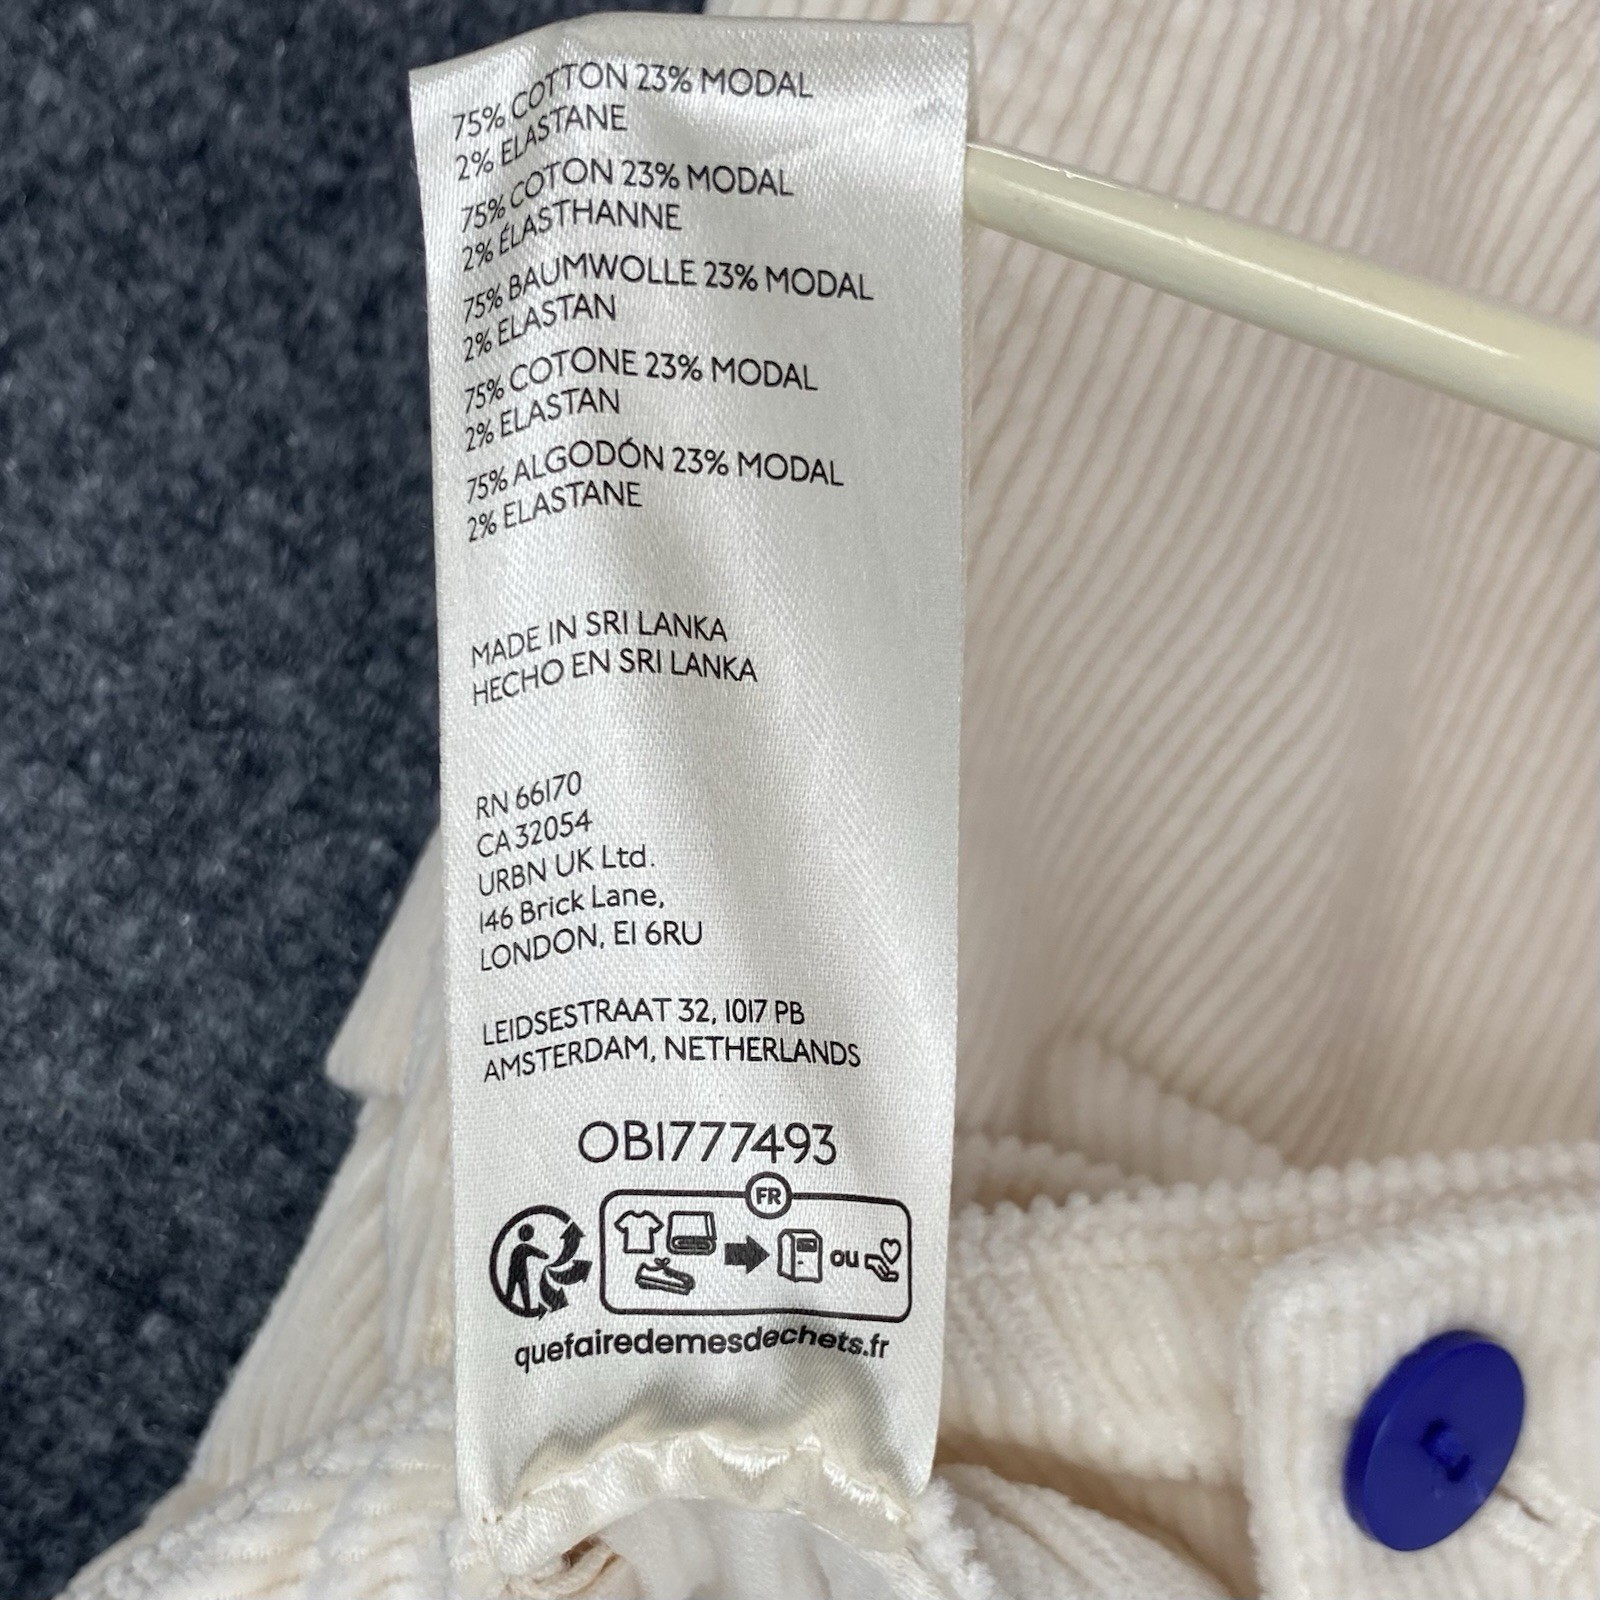 75% COTTON 23% MODAL
2% ELASTANE
75% COTON 23% MODAL
2% ÉLASTHANNE
75% BAUMWOLLE 23% MODAL
2% ELASTAN
75% COTONE 23% MODAL
2% ELASTAN
75% ALGODÓN 23% MODAL
2% ELASTANE
MADE IN SRI LANKA
HECHO EN SRI LANKA
RN 66170
CA 32054
URBN UK Ltd.
146 Brick Lane,
LONDON, E1 6RU
LEIDSESTRAAT 32, 1017 PB
AMSTERDAM, NETHERLANDS
OB1777493
FR
ou
quefairedemesdechets.fr